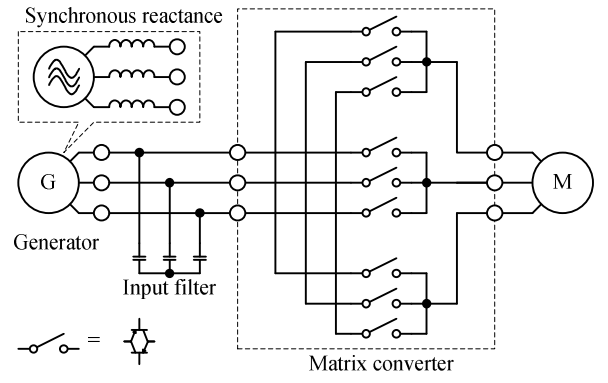 Synchronous reactance
G
M
Generator
Input filter
=
Matrix converter